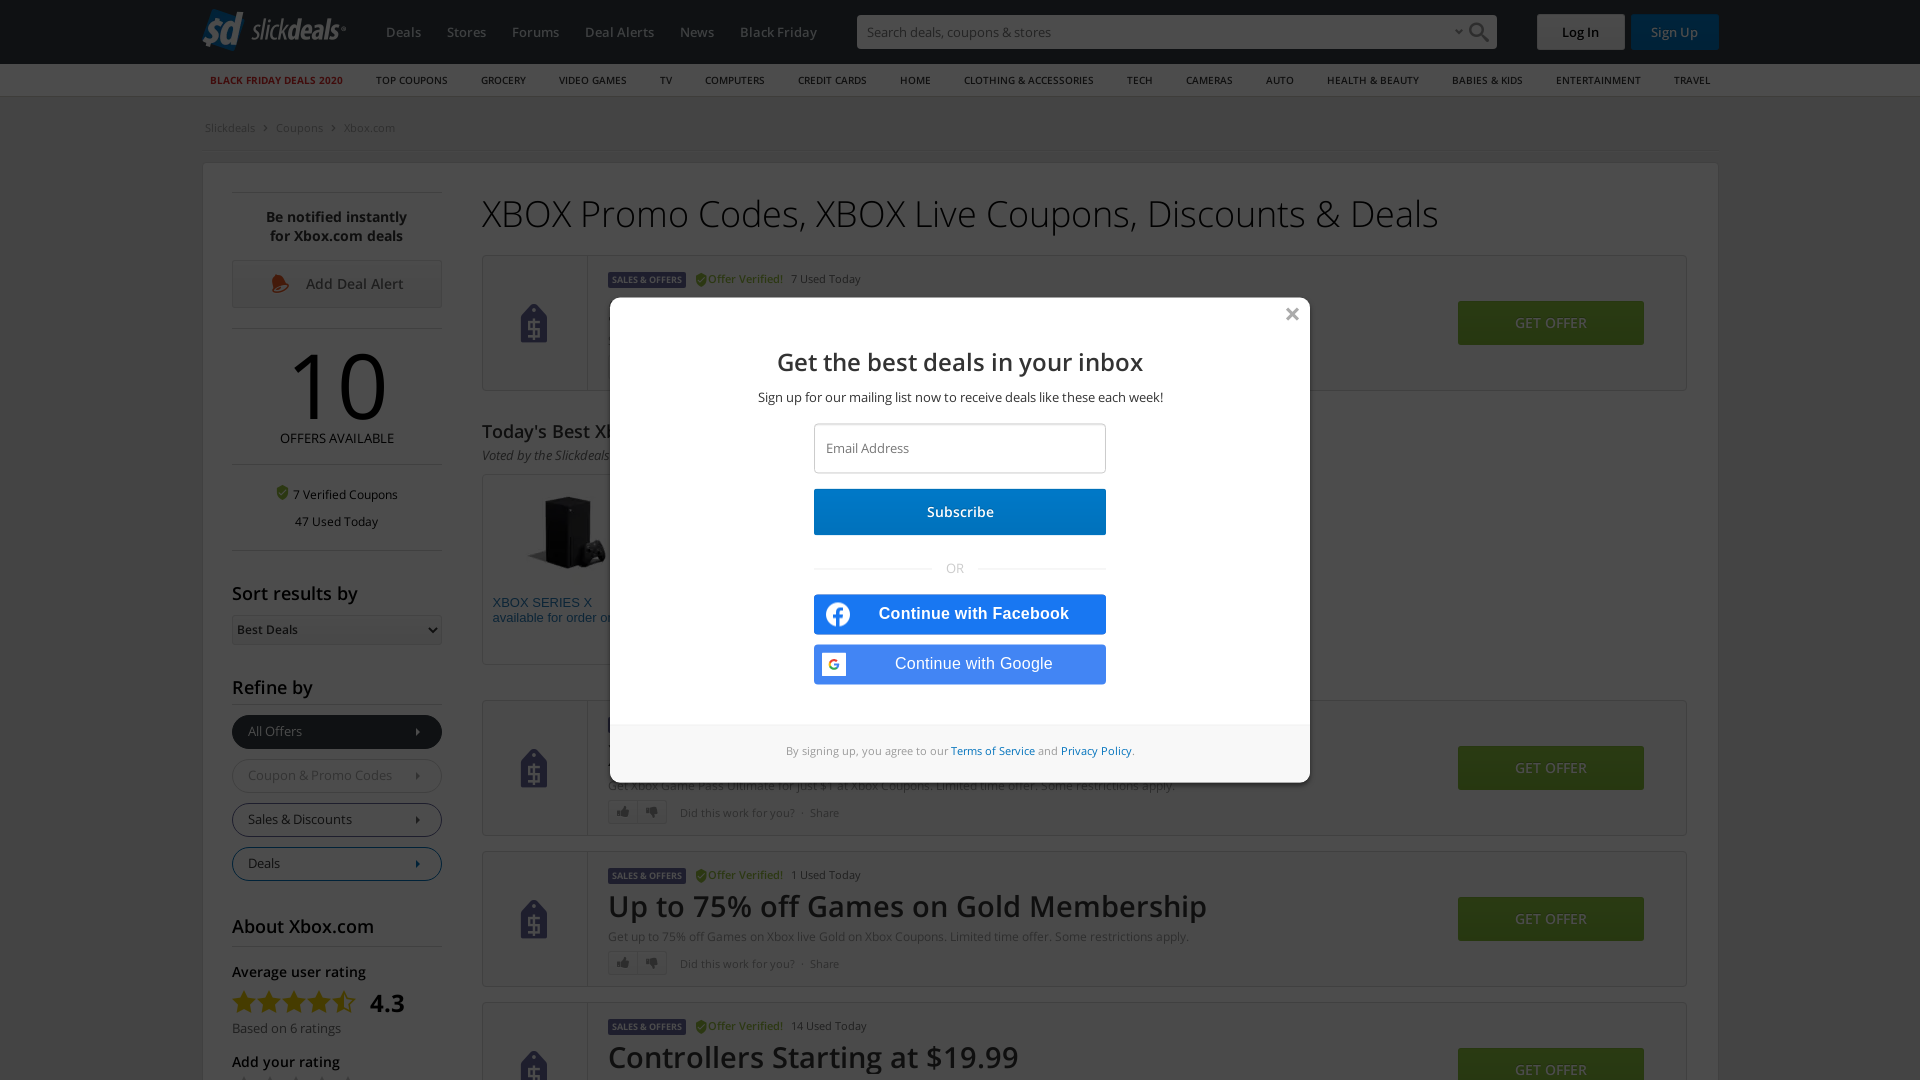 slickdeals
Deals
Stores
Forums
Deal Alerts
News
Black Friday
Search deals, coupons & stores
Log In
Sign Up
BLACK FRIDAY DEALS 2020
TOP COUPONS
GROCERY
VIDEO GAMES
TV
COMPUTERS
CREDIT CARDS
HOME
CLOTHING & ACCESSORIES
TECH
CAMERAS
AUTO
HEALTH & BEAUTY
BABIES & KIDS
ENTERTAINMENT
TRAVEL
Slickdeals
Coupons
Xbox.com
Be notified instantly
for Xbox.com deals
Add Deal Alert
10
OFFERS AVAILABLE
7 Verified Coupons
47 Used Today
Sort results by
Best Deals
Refine by
All Offers
Coupon & Promo Codes
Sales & Discounts
Deals
About Xbox.com
Average user rating
4.3
Based on 6 ratings
Add your rating
XBOX Promo Codes, XBOX Live Coupons, Discounts & Deals
SALES & OFFERS
Offer Verified!
7 Used Today
GET OFFER
Today's Best
Voted by the Slickdeals
XBOX SERIES X
available for order
Get the best deals in your inbox
Sign up for our mailing list now to receive deals like these each week!
Email Address
Subscribe
OR
Continue with Facebook
Continue with Google
By signing up, you agree to our Terms of Service and Privacy Policy.
Get Xbox Game Pass Ultimate for just $1 at Xbox Coupons. Limited time offer. Some restrictions apply.
Did this work for you? · Share
GET OFFER
SALES & OFFERS
Offer Verified!
1 Used Today
Up to 75% off Games on Gold Membership
Get up to 75% off Games on Xbox live Gold on Xbox Coupons. Limited time offer. Some restrictions apply.
Did this work for you? · Share
GET OFFER
SALES & OFFERS
Offer Verified!
14 Used Today
Controllers Starting at $19.99
GET OFFER